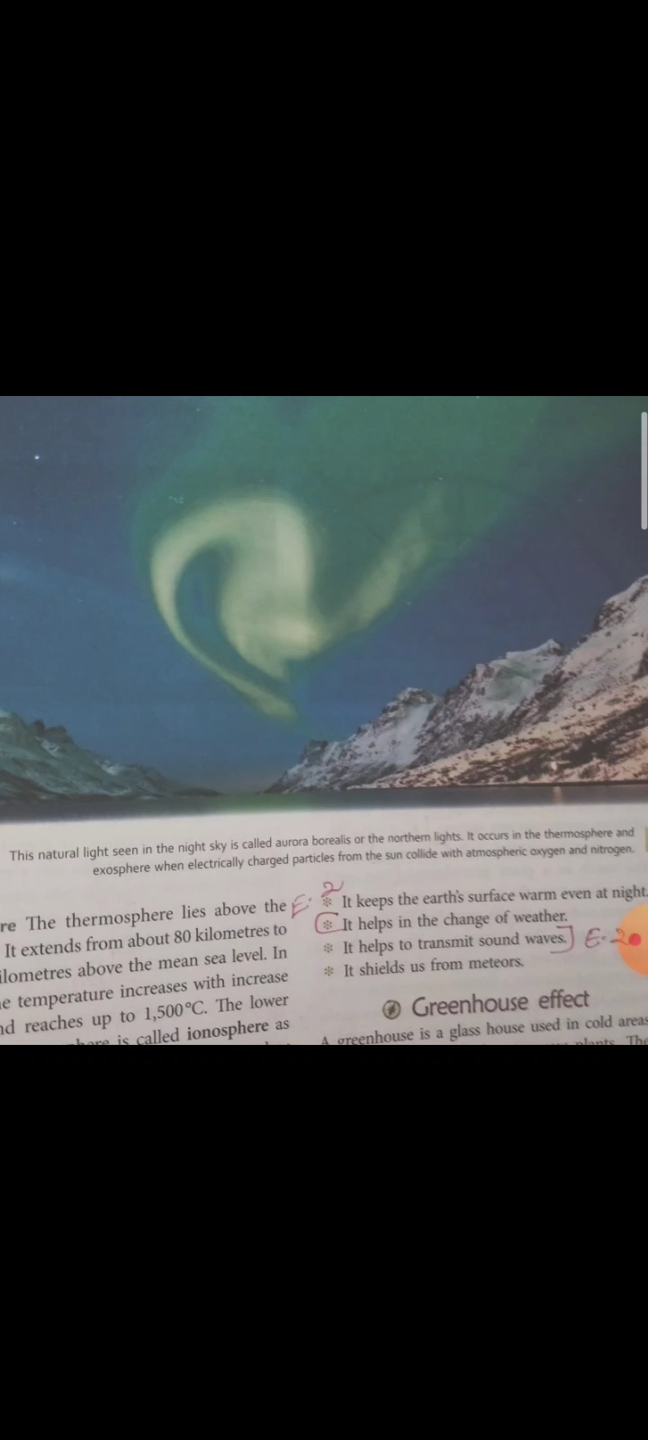 This natural light seen in the night sky is called aurora borealis or the northern lights. It occurs in the thermosphere and
exosphere when electrically charged particles from the sun collide with atmospheric oxygen and nitrogen.
re The thermosphere lies above the
It extends from about 80 kilometres to
ilometres above the mean sea level. In
e temperature increases with increase
nd reaches up to 1,500°C. The lower
is called ionosphere as
E. 2
❊ It keeps the earth's surface warm even at night.
❊ It helps in the change of weather.
❊ It helps to transmit sound waves.] E. 2
❊ It shields us from meteors.
Greenhouse effect
A greenhouse is a glass house used in cold areas
plants. The